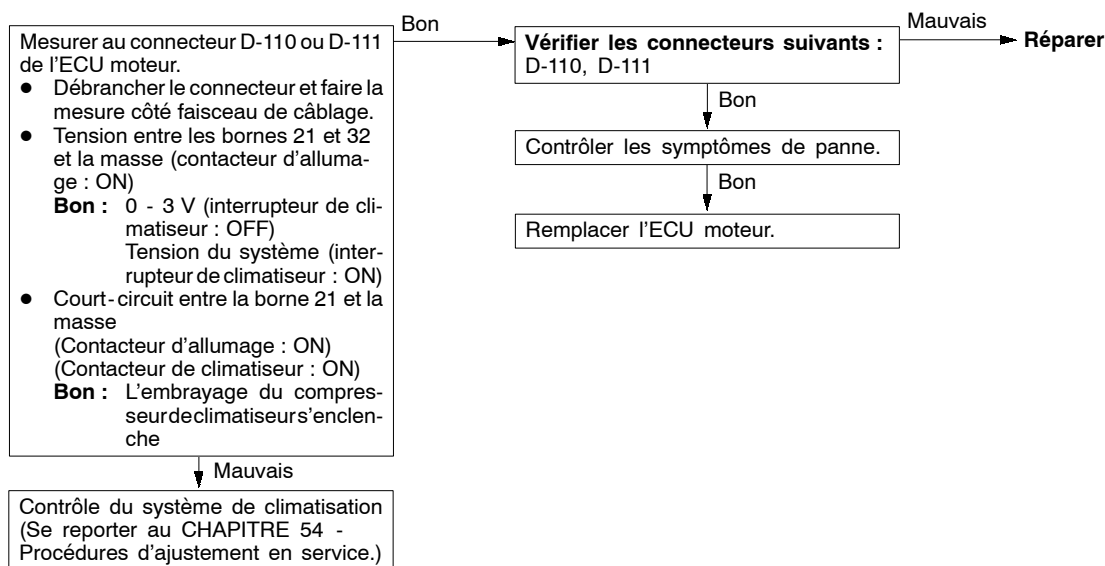 Mesurer au connecteur D-110 ou D-111
de l'ECU moteur.
● Débrancher le connecteur et faire la
mesure côté faisceau de câblage.
● Tension entre les bornes 21 et 32
et la masse (contacteur d'alluma-
ge : ON)
Bon : 0 - 3 V (interrupteur de cli-
matiseur : OFF)
Tension du système (inter-
rupteur de climatiseur : ON)
● Court-circuit entre la borne 21 et la
masse
(Contacteur d'allumage : ON)
(Contacteur de climatiseur : ON)
Bon : L'embrayage du compres-
seur de climatiseur s'enclen-
che
Bon
Vérifier les connecteurs suivants :
D-110, D-111
Mauvais
Réparer
Bon
Contrôler les symptômes de panne.
Bon
Remplacer l'ECU moteur.
Mauvais
Contrôle du système de climatisation
(Se reporter au CHAPITRE 54 -
Procédures d'ajustement en service.)